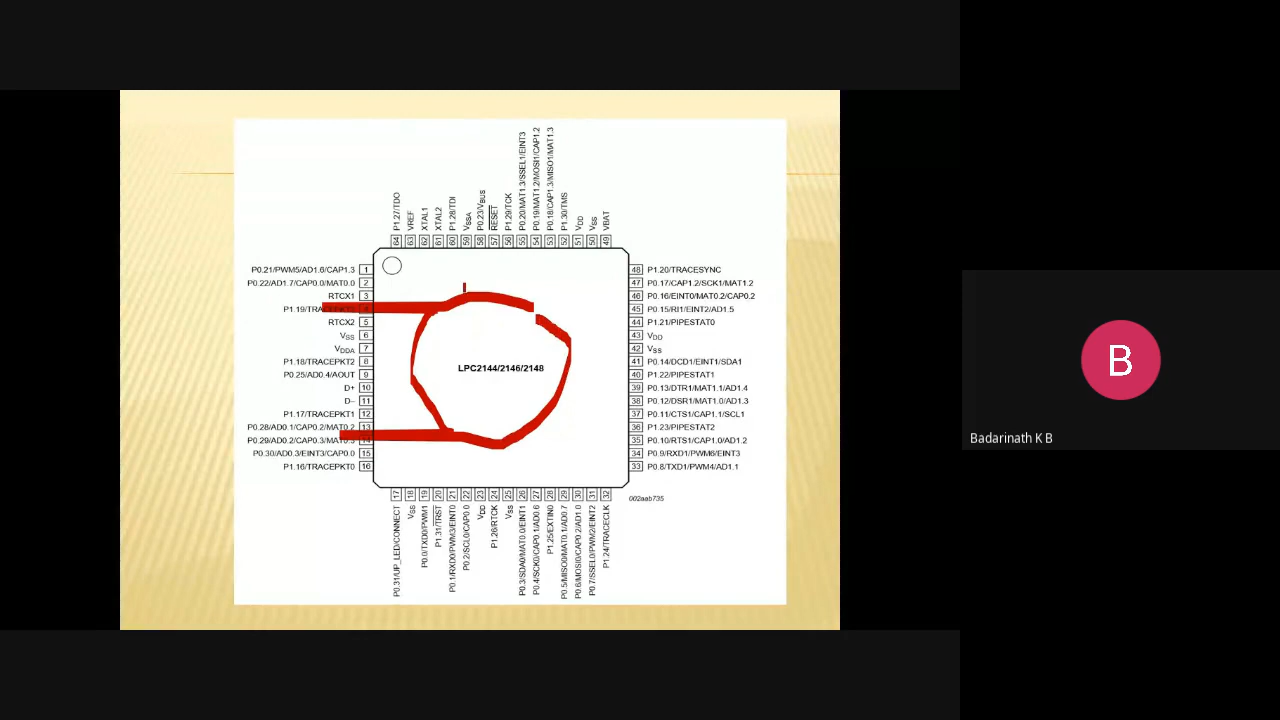 P1.27/TDO
VREF
XTAL1
XTAL2
P1.28/TDI
VSSA
P0.23/VBUS
RESET
P1.29/TCK
P0.20/MAT1.3/SSEL1/EINT3
P0.19/MAT1.2/MOSI1/CAP1.2
P0.18/CAP1.3/MISO1/MAT1.3
P1.30/TMS
VDD
VSS
VBAT
64 63 62 61 60 59 58 57 56 55 54 53 52 51 50 49
P0.21/PWM5/AD1.6/CAP1.3 1
P0.22/AD1.7/CAP0.0/MAT0.0 2
RTCX1 3
P1.19/TRA
RTCX2 5
VSS 6
VDDA 7
P1.18/TRACEPKT2 8
P0.25/AD0.4/AOUT 9
D+ 10
D− 11
P1.17/TRACEPKT1 12
P0.28/AD0.1/CAP0.2/MAT0.2 13
P0.29/AD0.2/CAP0.3/MAT0.3 14
P0.30/AD0.3/EINT3/CAP0.0 15
P1.16/TRACEPKT0 16
LPC2144/2146/2148
48 P1.20/TRACESYNC
47 P0.17/CAP1.2/SCK1/MAT1.2
46 P0.16/EINT0/MAT0.2/CAP0.2
45 P0.15/RI1/EINT2/AD1.5
44 P1.21/PIPESTAT0
43 VDD
42 VSS
41 P0.14/DCD1/EINT1/SDA1
40 P1.22/PIPESTAT1
39 P0.13/DTR1/MAT1.1/AD1.4
38 P0.12/DSR1/MAT1.0/AD1.3
37 P0.11/CTS1/CAP1.1/SCL1
36 P1.23/PIPESTAT2
35 P0.10/RTS1/CAP1.0/AD1.2
34 P0.9/RXD1/PWM6/EINT3
33 P0.8/TXD1/PWM4/AD1.1
17 18 19 20 21 22 23 24 25 26 27 28 29 30 31 32
002aab735
P0.31/UP_LED/CONNECT
VSS
P0.0/TXD0/PWM1
P1.31/TRST
P0.1/RXD0/PWM3/EINT0
P0.2/SCL0/CAP0.0
VDD
P1.26/RTCK
VSS
P0.3/SDA0/MAT0.0/EINT1
P0.4/SCK0/CAP0.1/AD0.6
P1.25/EXTIN0
P0.5/MISO0/MAT0.1/AD0.7
P0.6/MOSI0/CAP0.2/AD1.0
P0.7/SSEL0/PWM2/EINT2
P1.24/TRACECLK
B
Badarinath K B